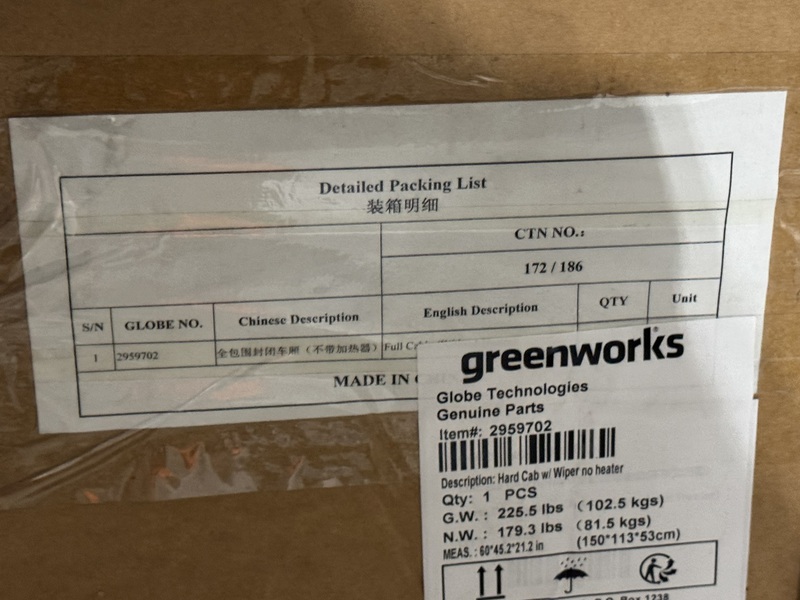 Detailed Packing List
装箱明细
CTN NO.:
172 / 186
S/N GLOBE NO. Chinese Description English Description QTY Unit
1 2959702 全包围封闭车厢（不带加热器） Full
MADE IN
greenworks®
Globe Technologies
Genuine Parts
Item#: 2959702
Description: Hard Cab w/ Wiper no heater
Qty: 1 PCS
G.W. : 225.5 lbs （102.5 kgs)
N.W. : 179.3 lbs （81.5 kgs)
MEAS. : 60*45.2*21.2 in (150*113*53cm)
P.O. Box 1238